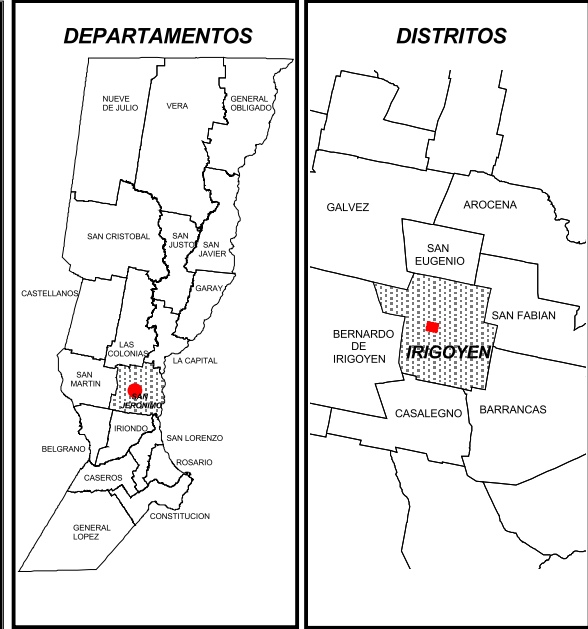 DEPARTAMENTOS
NUEVE
DE JULIO
VERA
GENERAL
OBLIGADO
SAN CRISTOBAL
SAN
JUSTO
SAN
JAVIER
CASTELLANOS
GARAY
LAS
COLONIAS
LA CAPITAL
SAN
MARTIN
SAN
JERONIMO
IRIONDO
SAN LORENZO
BELGRANO
ROSARIO
CASEROS
CONSTITUCION
GENERAL
LOPEZ
DISTRITOS
GALVEZ
AROCENA
SAN
EUGENIO
SAN FABIAN
BERNARDO
DE
IRIGOYEN
IRIGOYEN
CASALEGNO
BARRANCAS